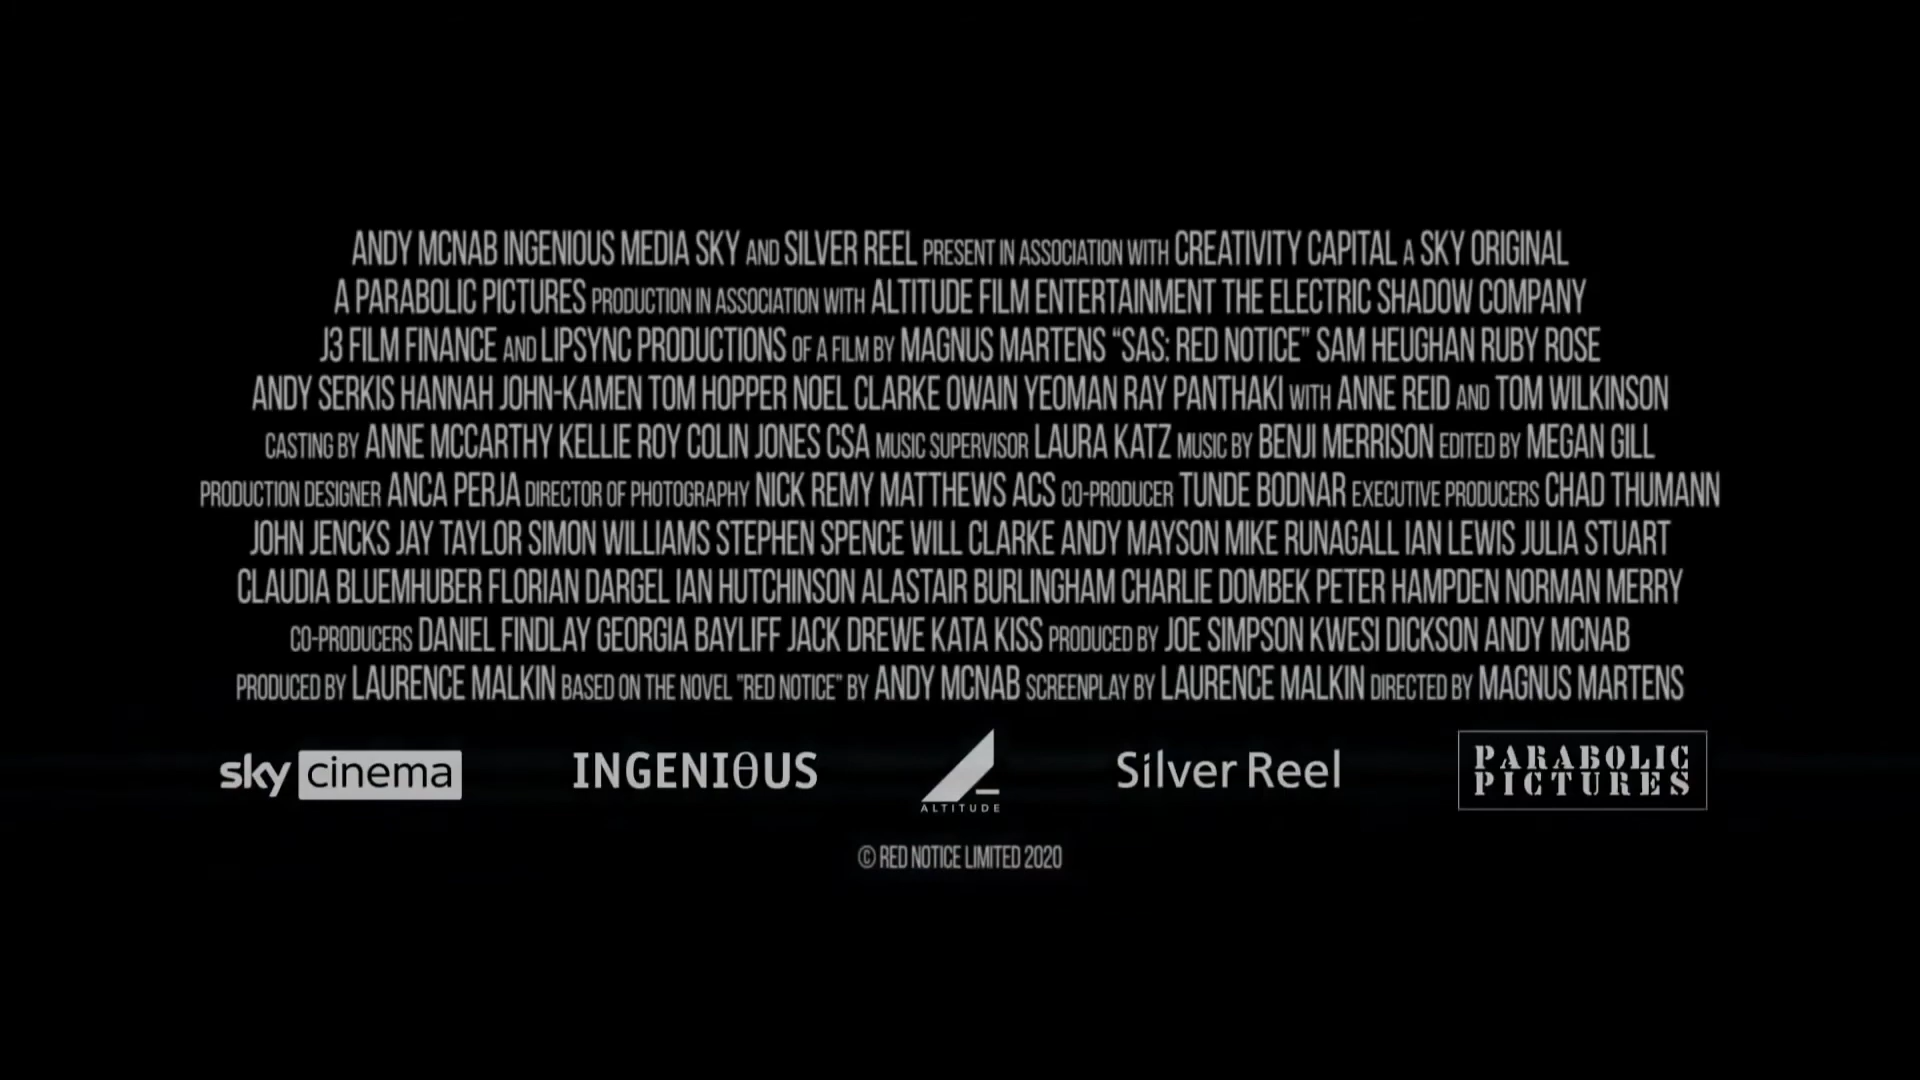 ANDY MCNAB INGENIOUS MEDIA SKY AND SILVER REEL PRESENT IN ASSOCIATION WITH CREATIVITY CAPITAL A SKY ORIGINAL
A PARABOLIC PICTURES PRODUCTION IN ASSOCIATION WITH ALTITUDE FILM ENTERTAINMENT THE ELECTRIC SHADOW COMPANY
J3 FILM FINANCE AND LIPSYNC PRODUCTIONS OF A FILM BY MAGNUS MARTENS “SAS: RED NOTICE” SAM HEUGHAN RUBY ROSE
ANDY SERKIS HANNAH JOHN-KAMEN TOM HOPPER NOEL CLARKE OWAIN YEOMAN RAY PANTHAKI WITH ANNE REID AND TOM WILKINSON
CASTING BY ANNE MCCARTHY KELLIE ROY COLIN JONES CSA MUSIC SUPERVISOR LAURA KATZ MUSIC BY BENJI MERRISON EDITED BY MEGAN GILL
PRODUCTION DESIGNER ANCA PERJA DIRECTOR OF PHOTOGRAPHY NICK REMY MATTHEWS ACS CO-PRODUCER TUNDE BODNAR EXECUTIVE PRODUCERS CHAD THUMANN
JOHN JENCKS JAY TAYLOR SIMON WILLIAMS STEPHEN SPENCE WILL CLARKE ANDY MAYSON MIKE RUNAGALL IAN LEWIS JULIA STUART
CLAUDIA BLUEMHUBER FLORIAN DARGEL IAN HUTCHINSON ALASTAIR BURLINGHAM CHARLIE DOMBEK PETER HAMPDEN NORMAN MERRY
CO-PRODUCERS DANIEL FINDLAY GEORGIA BAYLIFF JACK DREWE KATA KISS PRODUCED BY JOE SIMPSON KWESI DICKSON ANDY MCNAB
PRODUCED BY LAURENCE MALKIN BASED ON THE NOVEL "RED NOTICE" BY ANDY MCNAB SCREENPLAY BY LAURENCE MALKIN DIRECTED BY MAGNUS MARTENS
sky cinema
INGENIOUS
ALTITUDE
Silver Reel
PARABOLIC
PICTURES
© RED NOTICE LIMITED 2020